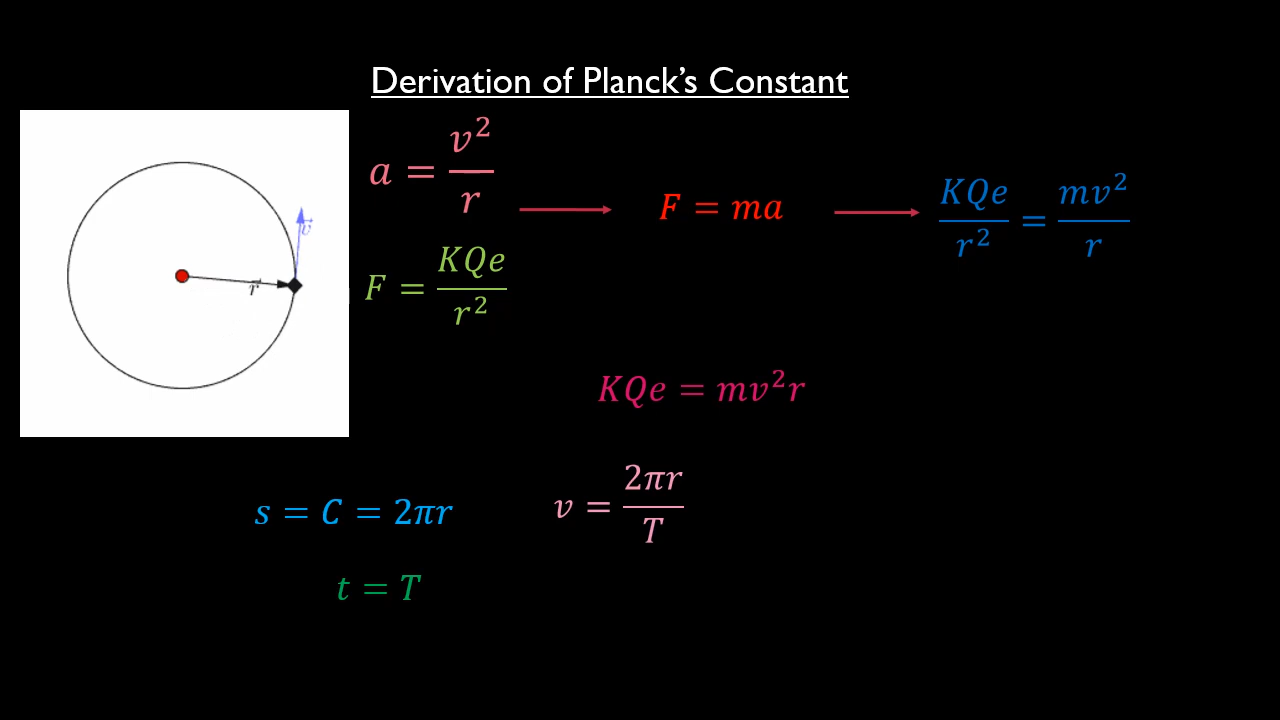 Derivation of Planck's Constant
a = v²/r
F = ma
KQe/r² = mv²/r
v⃗
r⃗
F = KQe/r²
KQe = mv²r
s = C = 2πr
v = 2πr/T
t = T